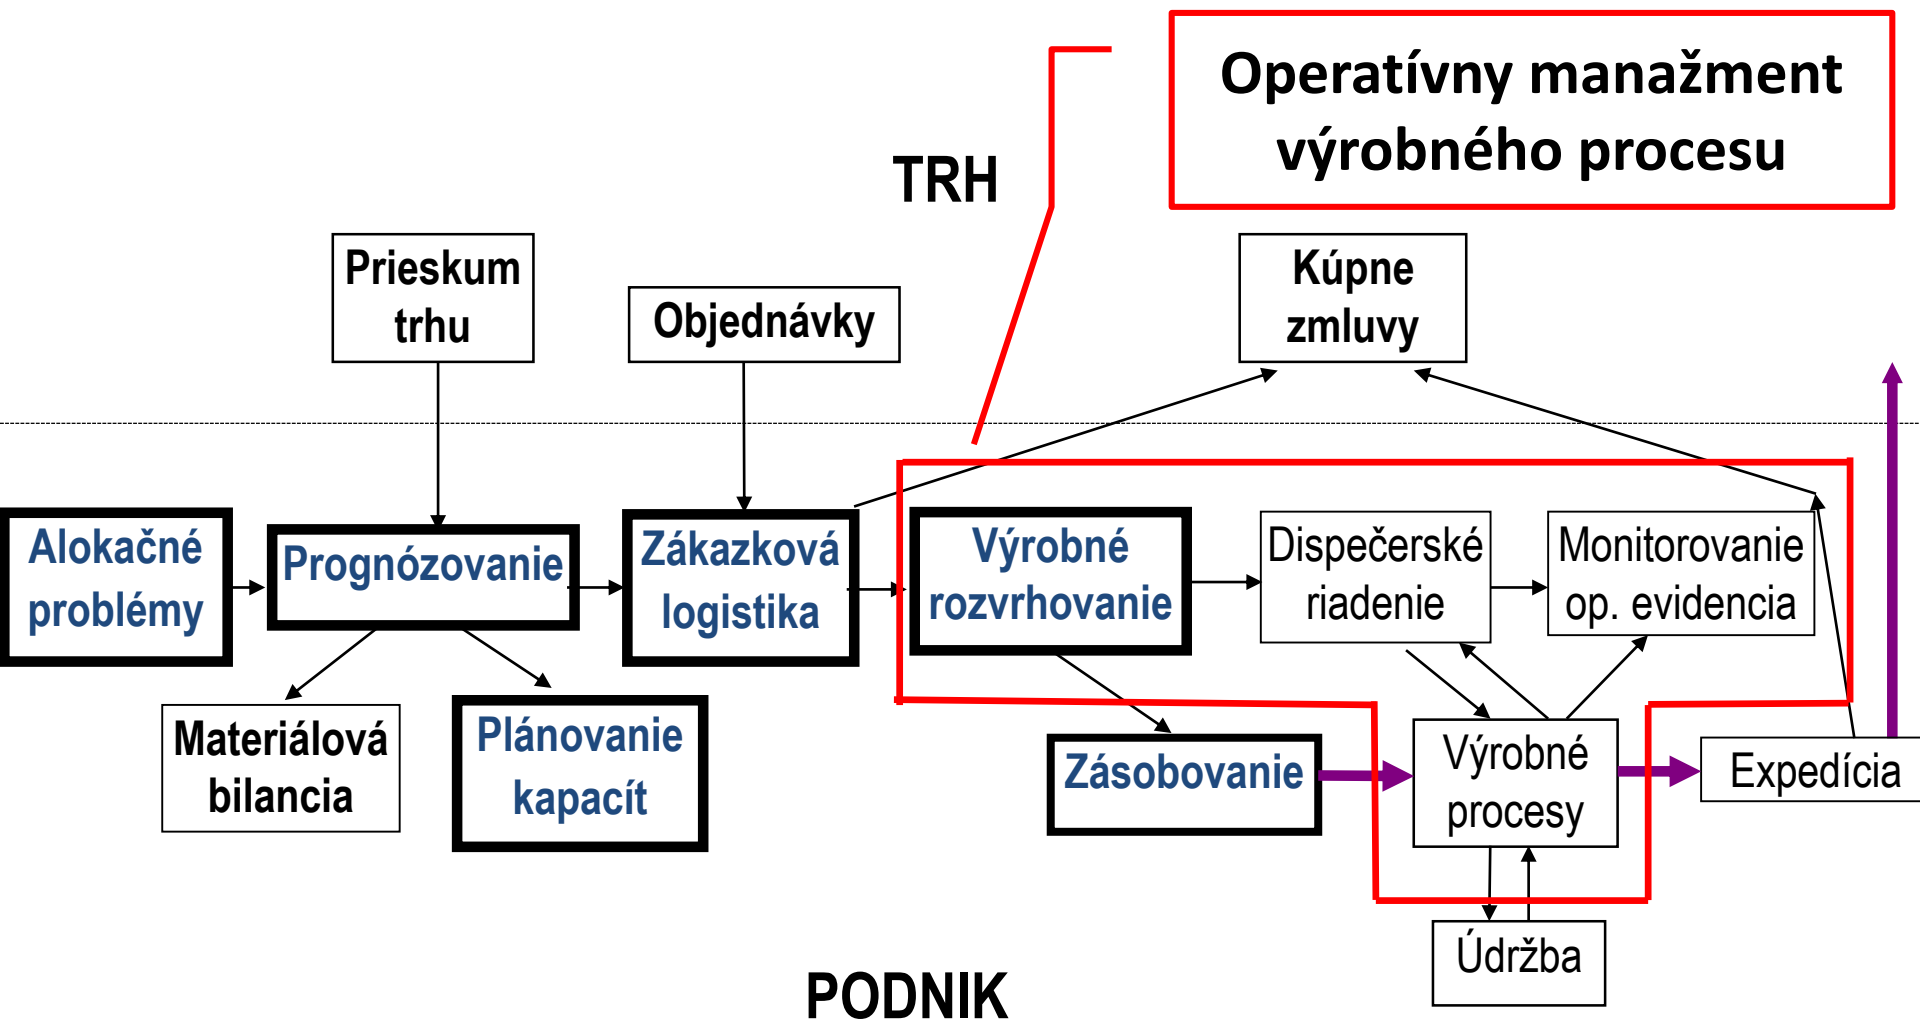 Operatívny manažment
výrobného procesu
TRH
Prieskum
trhu
Objednávky
Kúpne
zmluvy
Alokačné
problémy
Prognózovanie
Zákazková
logistika
Výrobné
rozvrhovanie
Dispečerské
riadenie
Monitorovanie
op. evidencia
Materiálová
bilancia
Plánovanie
kapacít
Zásobovanie
Výrobné
procesy
Expedícia
Údržba
PODNIK